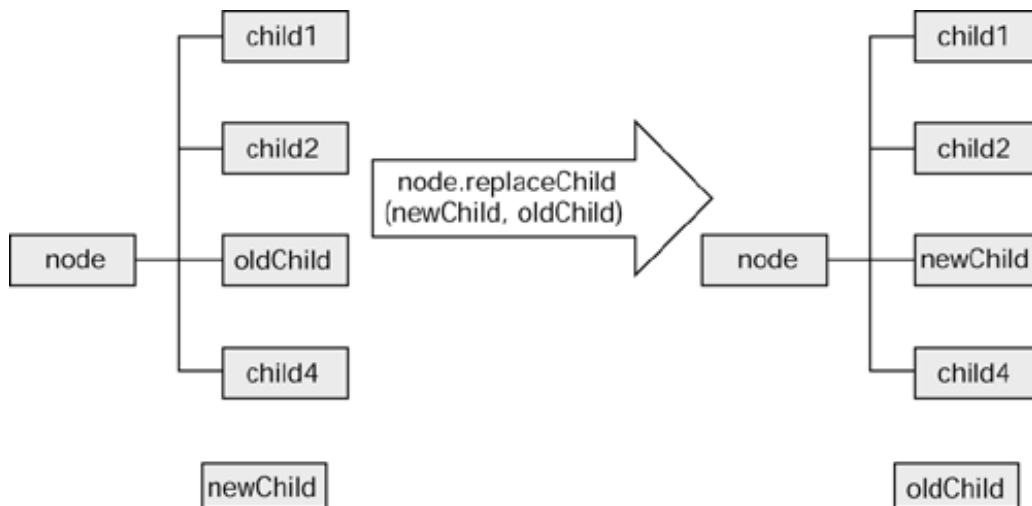 child1
child2
node
oldChild
child4
newChild
node.replaceChild
(newChild, oldChild)
child1
child2
node
newChild
child4
oldChild